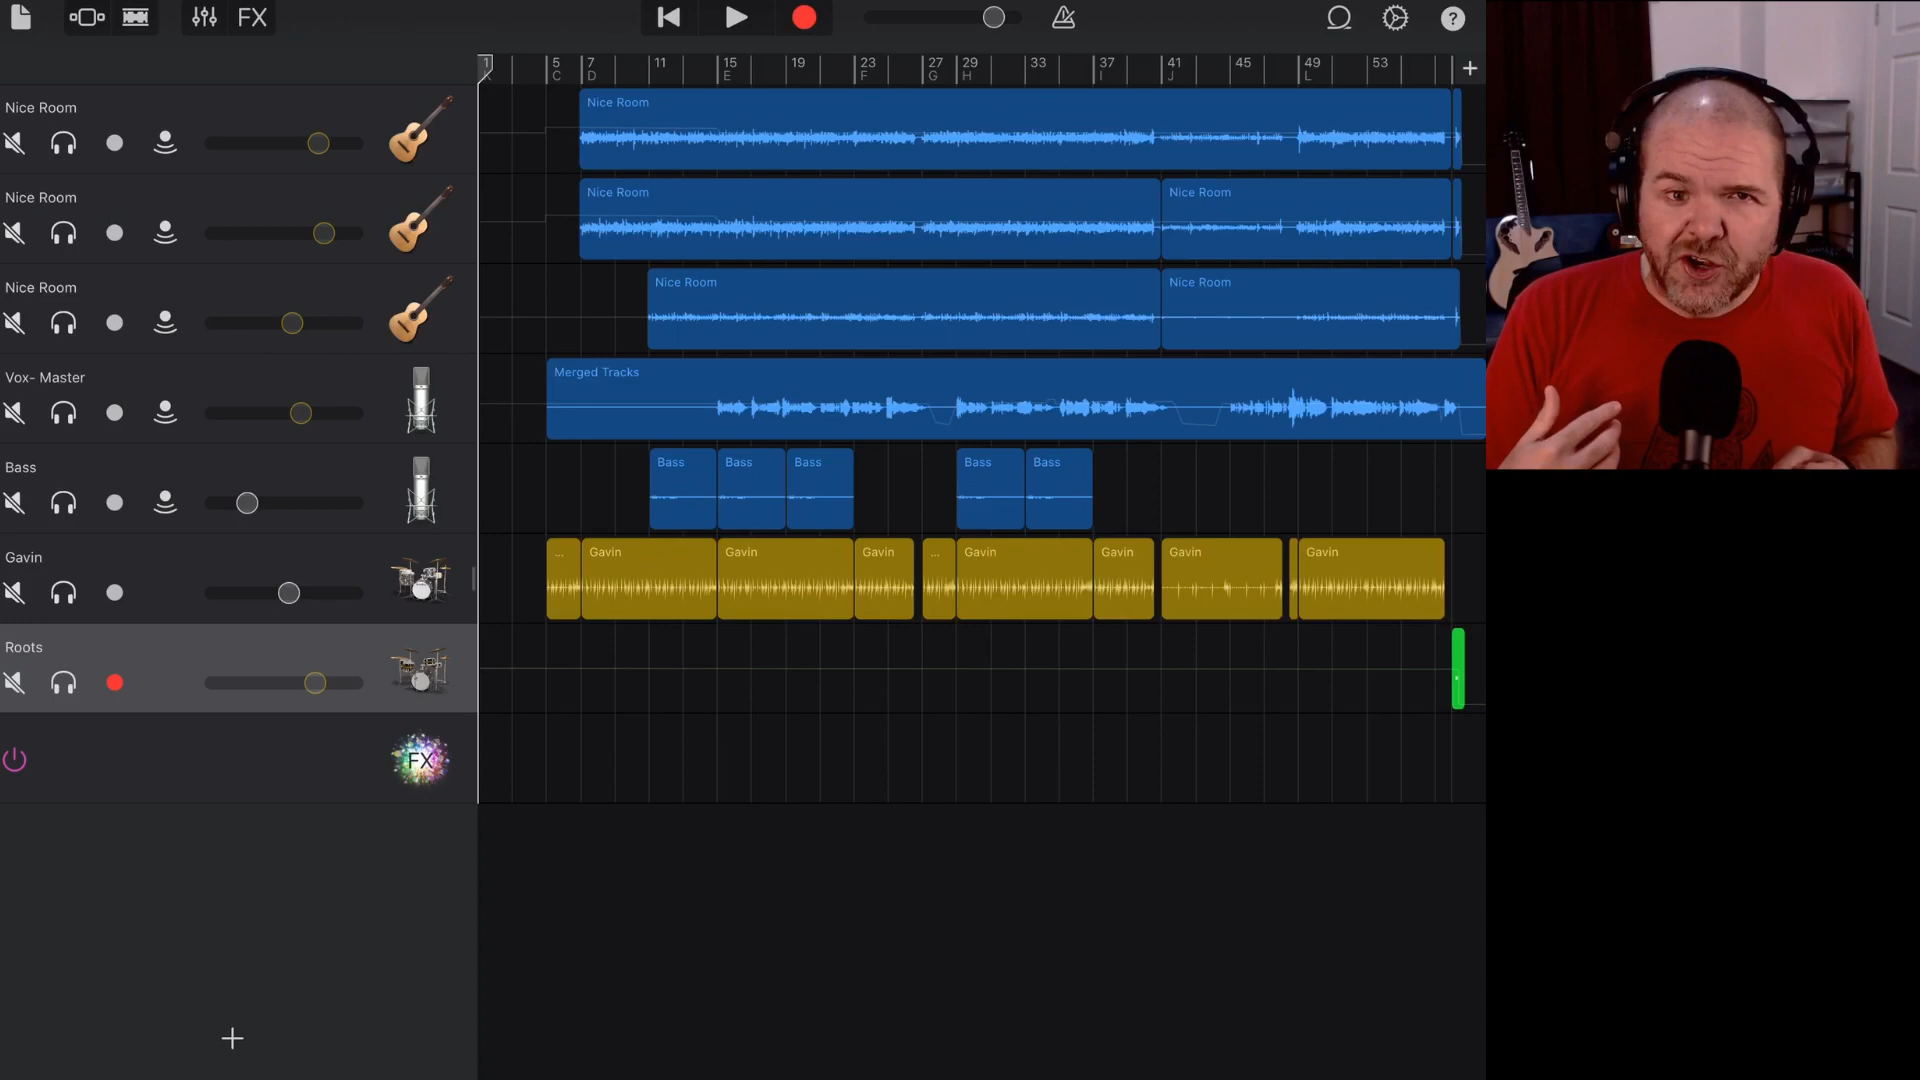 FX
?
1 5 7 11 15 19 23 27 29 33 37 41 45 49 53
C D E F G H I J L
Nice Room
Nice Room
Nice Room
Nice Room Nice Room
Nice Room
Nice Room Nice Room
Vox- Master
Merged Tracks
Bass
Bass Bass Bass Bass Bass
Gavin
... Gavin Gavin Gavin ... Gavin Gavin Gavin Gavin
Roots
FX